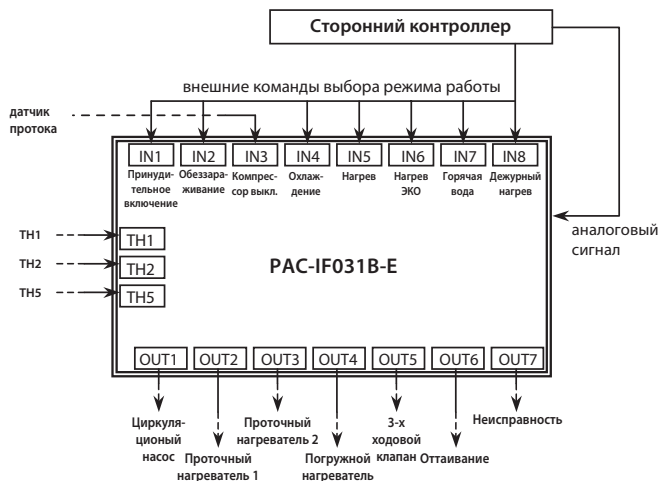 Сторонний контроллер
внешние команды выбора режима работы
датчик
протока
IN1 IN2 IN3 IN4 IN5 IN6 IN7 IN8
Принуди-
тельное
включение
Обеззара-
живание
Компрес-
сор выкл.
Охлаж-
дение
Нагрев
Нагрев
ЭКО
Горячая
вода
Дежурный
нагрев
аналоговый
сигнал
TH1 TH1
TH2 TH2
TH5 TH5
PAC-IF031B-E
OUT1 OUT2 OUT3 OUT4 OUT5 OUT6 OUT7
Циркуля-
ционый
насос
Проточный
нагреватель 1
Проточный
нагреватель 2
Погружной
нагреватель
3-х
ходовой
клапан
Оттаивание
Неисправность